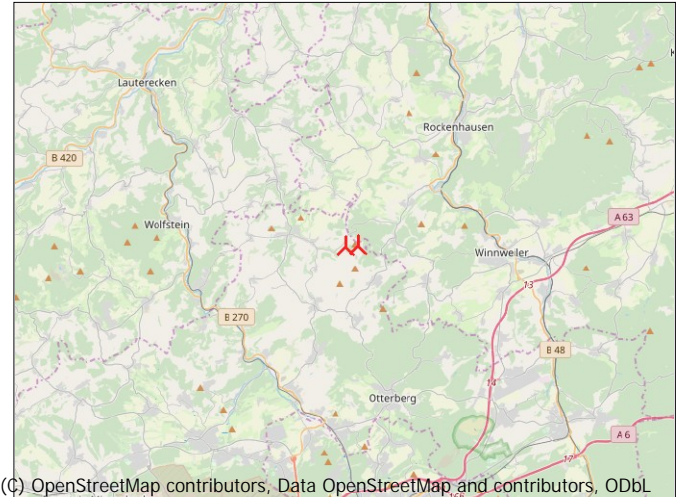 Lauterecken
Rockenhausen
B 420
A 63
Wolfstein
Winnweiler
13
B 270
B 48
14
Otterberg
A 6
17
(C) OpenStreetMap contributors, Data OpenStreetMap and contributors, ODbL